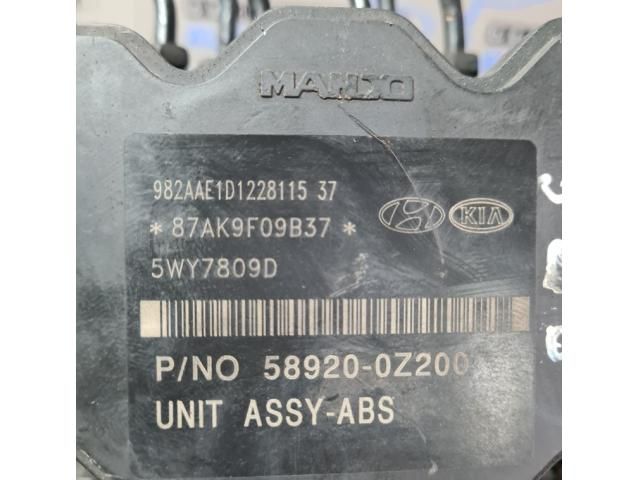 MANDO
982AAE1D1228115 37
*87AK9F09B37*
KIA
5WY7809D
P/NO 58920-0Z200
UNIT ASSY-ABS